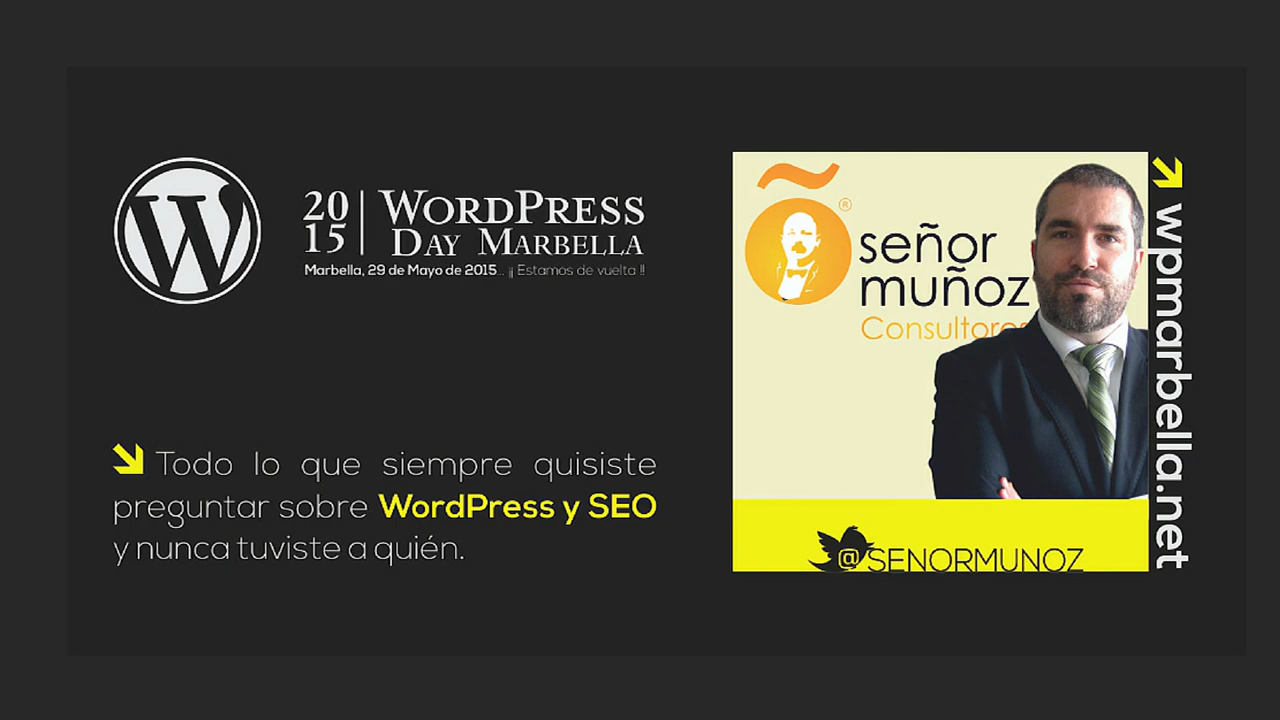 20
15
WORDPRESS
DAY MARBELLA
Marbella, 29 de Mayo de 2015... ¡¡ Estamos de vuelta !!
Todo lo que siempre quisiste
preguntar sobre WordPress y SEO
y nunca tuviste a quién.
®
señor
muñoz
Consultores
@SENORMUNOZ
wpmarbella.net